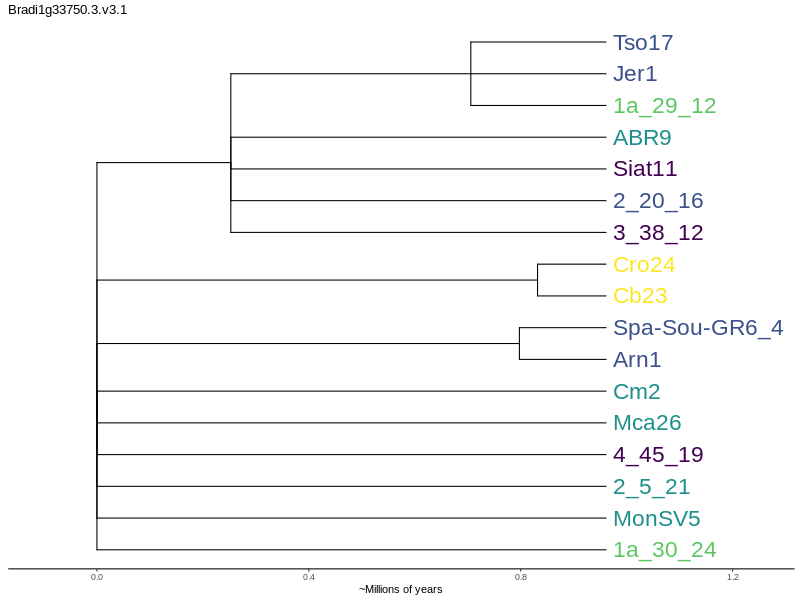 Bradi1g33750.3.v3.1
Tso17
Jer1
1a_29_12
ABR9
Siat11
2_20_16
3_38_12
Cro24
Cb23
Spa-Sou-GR6_4
Arn1
Cm2
Mca26
4_45_19
2_5_21
MonSV5
1a_30_24
0.0 0.4 0.8 1.2
~Millions of years